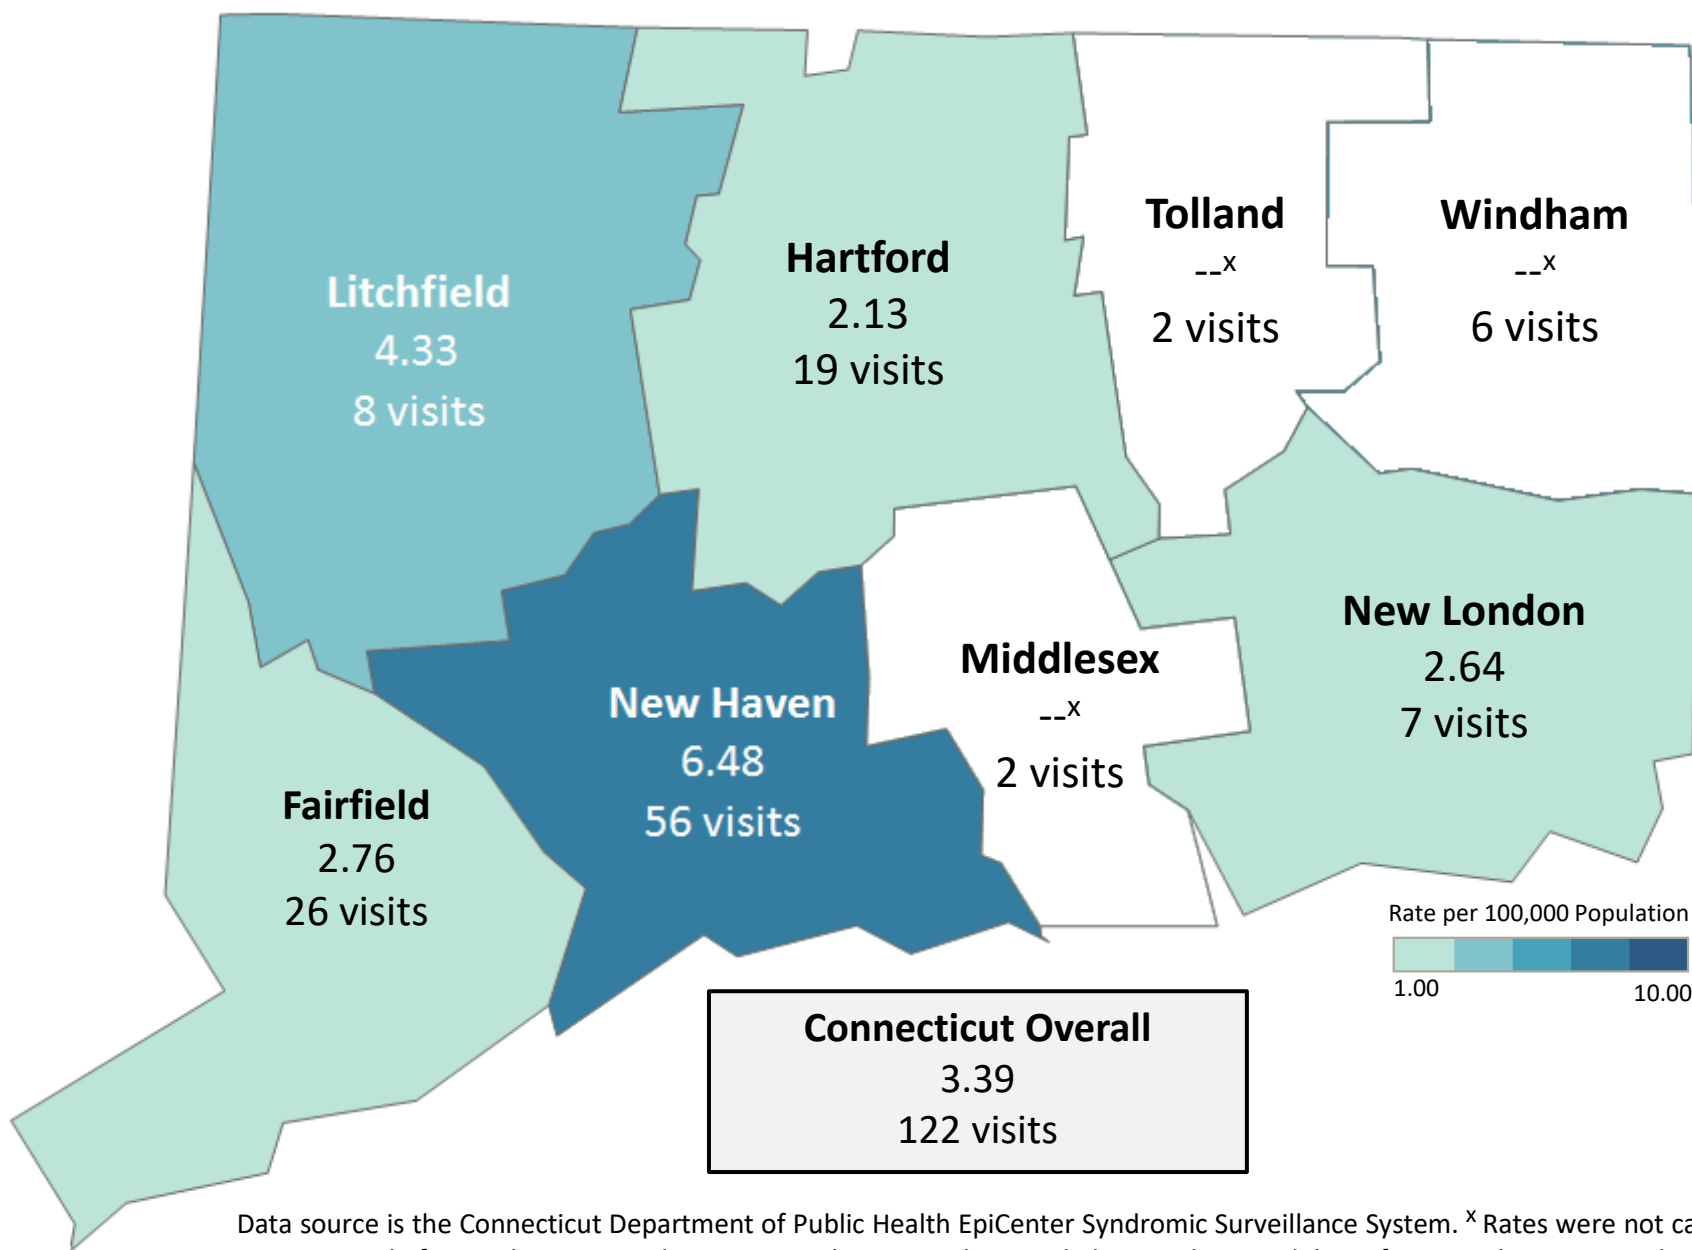 Litchfield
4.33
8 visits
Hartford
2.13
19 visits
Tolland
--x
2 visits
Windham
--x
6 visits
Fairfield
2.76
26 visits
New Haven
6.48
56 visits
Middlesex
--x
2 visits
New London
2.64
7 visits
Rate per 100,000 Population
1.00
10.00
Connecticut Overall
3.39
122 visits
Data source is the Connecticut Department of Public Health EpiCenter Syndromic Surveillance System. x Rates were not ca